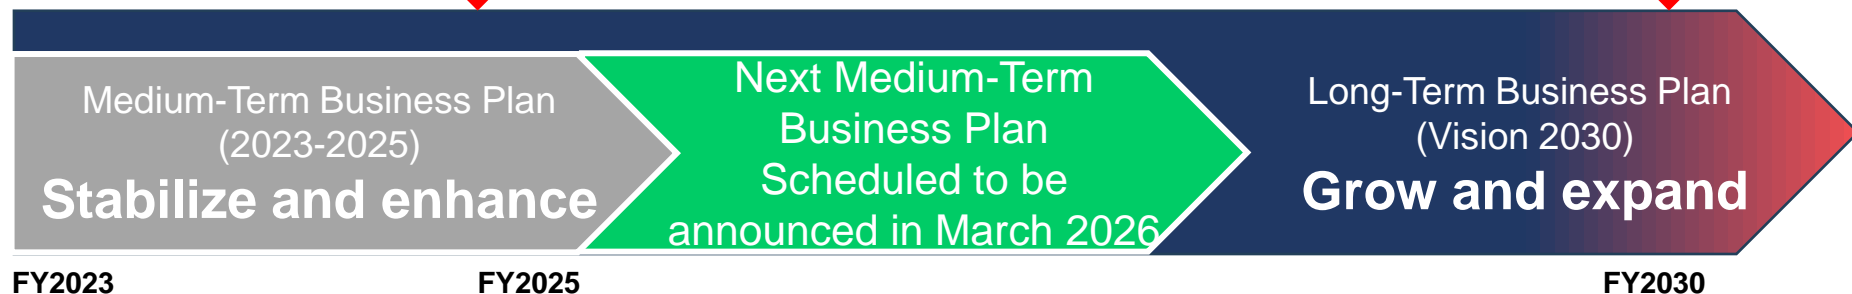 Medium-Term Business Plan
(2023-2025)
Stabilize and enhance
Next Medium-Term
Business Plan
Scheduled to be
announced in March 2026
Long-Term Business Plan
(Vision 2030)
Grow and expand
FY2023
FY2025
FY2030